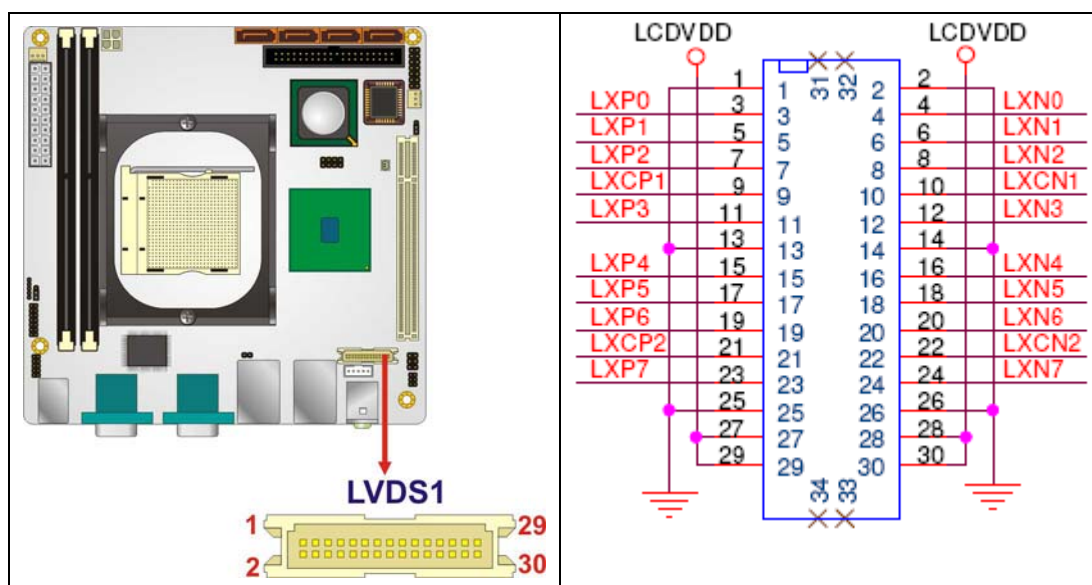 LVDS1
1 29
2 30
LCDVDD LCDVDD
31 32
1 1 2 2
LXP0 3 3 4 4 LXN0
LXP1 5 5 6 6 LXN1
LXP2 7 7 8 8 LXN2
LXCP1 9 9 10 10 LXCN1
LXP3 11 11 12 12 LXN3
13 13 14 14
LXP4 15 15 16 16 LXN4
LXP5 17 17 18 18 LXN5
LXP6 19 19 20 20 LXN6
LXCP2 21 21 22 22 LXCN2
LXP7 23 23 24 24 LXN7
25 25 26 26
27 27 28 28
29 29 30 30
34 33